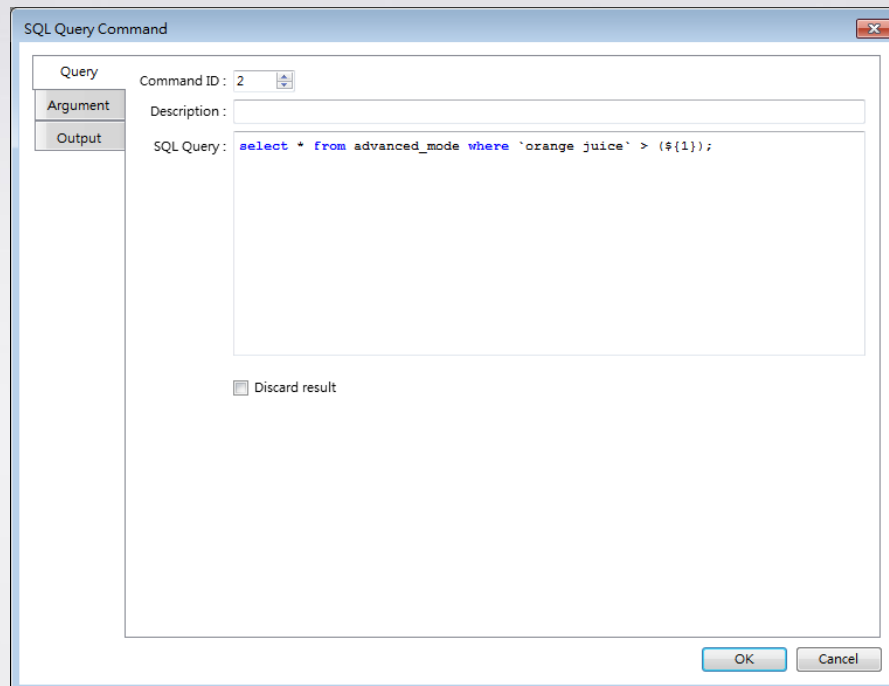 SQL Query Command
Query
Argument
Output
Command ID : 2
Description :
SQL Query : select * from advanced_mode where `orange juice` > (${1});
Discard result
OK Cancel